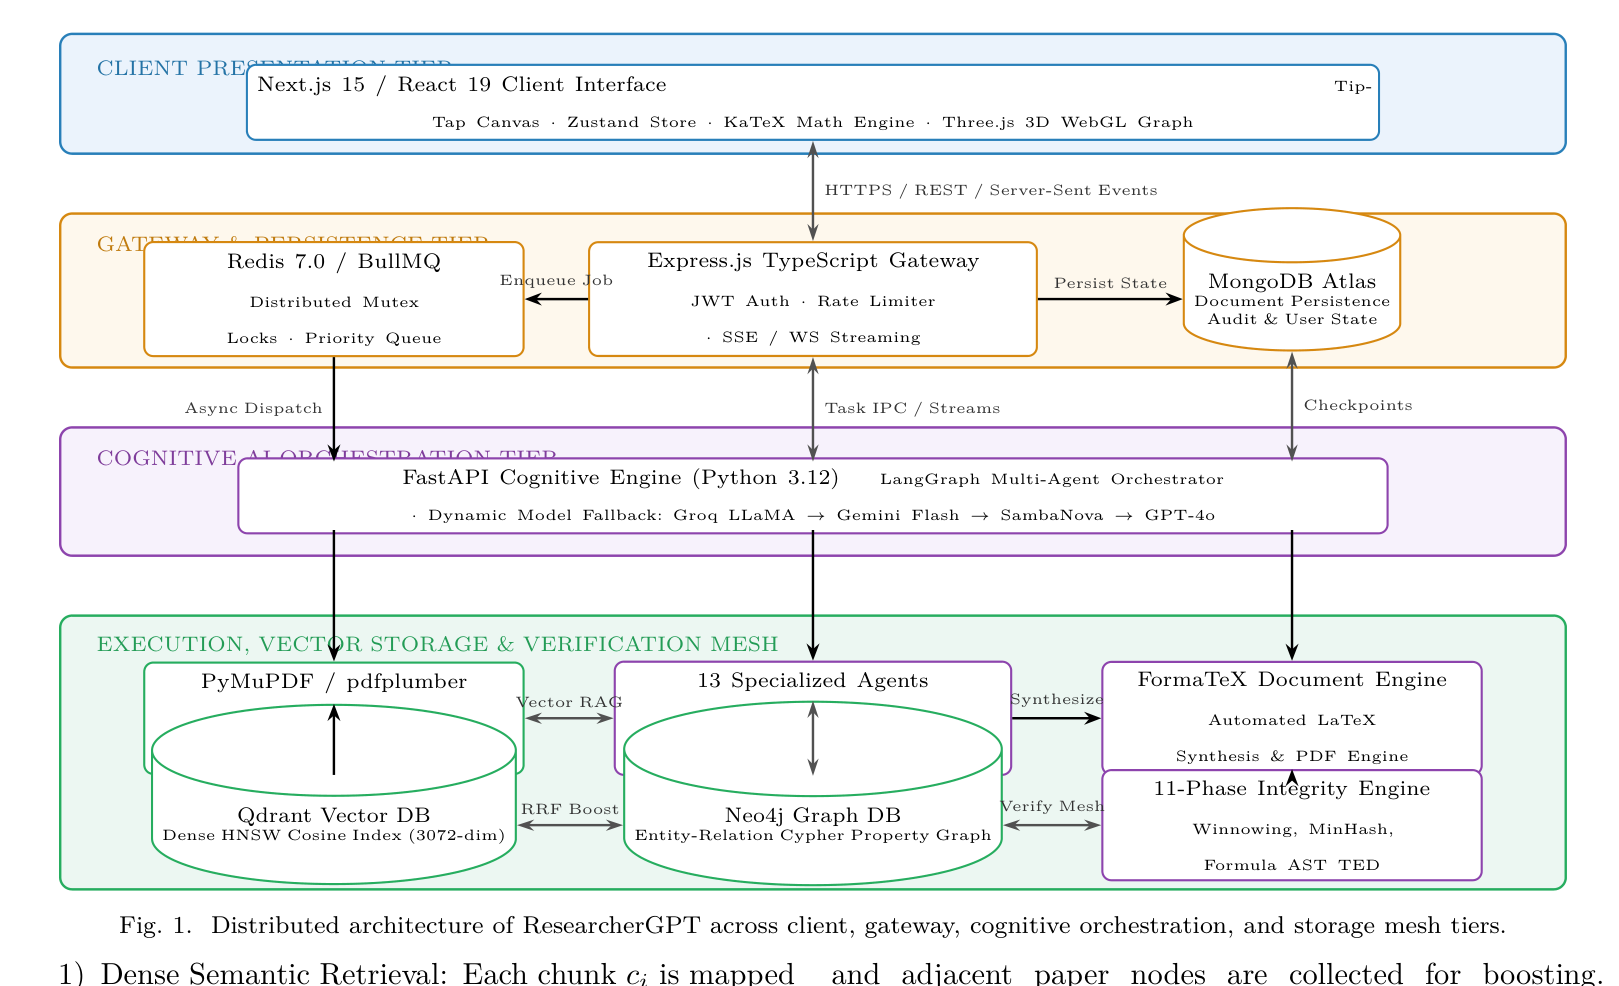 CLIENT PRESENTATION TIER
Next.js 15 / React 19 Client Interface Tip-
Tap Canvas · Zustand Store · KaTeX Math Engine · Three.js 3D WebGL Graph
HTTPS / REST / Server-Sent Events
GATEWAY & PERSISTENCE TIER
Redis 7.0 / BullMQ
Distributed Mutex
Locks · Priority Queue
Enqueue Job
Express.js TypeScript Gateway
JWT Auth · Rate Limiter
· SSE / WS Streaming
Persist State
MongoDB Atlas
Document Persistence
Audit & User State
Async Dispatch
Task IPC / Streams
Checkpoints
COGNITIVE AI ORCHESTRATION TIER
FastAPI Cognitive Engine (Python 3.12) LangGraph Multi-Agent Orchestrator
· Dynamic Model Fallback: Groq LLaMA → Gemini Flash → SambaNova → GPT-4o
EXECUTION, VECTOR STORAGE & VERIFICATION MESH
PyMuPDF / pdfplumber
Vector RAG
13 Specialized Agents
Synthesize
FormaTeX Document Engine
Automated LaTeX
Synthesis & PDF Engine
Qdrant Vector DB
Dense HNSW Cosine Index (3072-dim)
RRF Boost
Neo4j Graph DB
Entity-Relation Cypher Property Graph
Verify Mesh
11-Phase Integrity Engine
Winnowing, MinHash,
Formula AST TED
Fig. 1. Distributed architecture of ResearcherGPT across client, gateway, cognitive orchestration, and storage mesh tiers.
1) Dense Semantic Retrieval: Each chunk c_i is mapped
and adjacent paper nodes are collected for boosting.